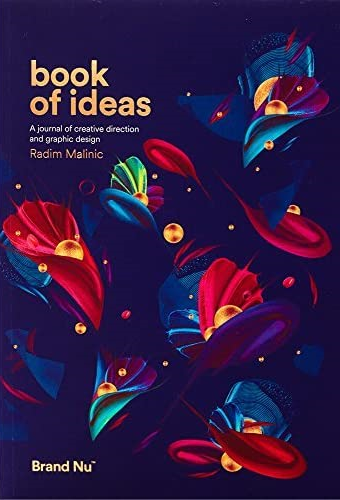 book
of ideas
A journal of creative direction
and graphic design
Radim Malinic
Brand Nu™